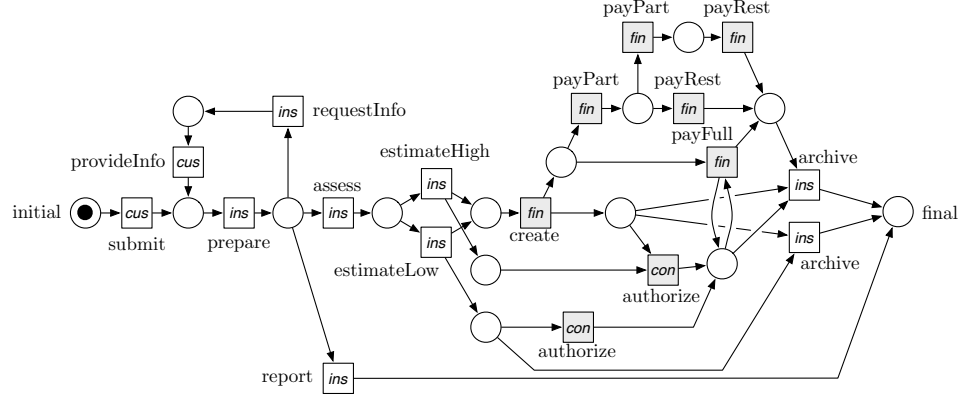 payPart payRest
fin fin
payPart payRest
fin fin
ins requestInfo
payFull
provideInfo cus
estimateHigh
fin
archive
assess
ins
ins
initial cus ins ins fin final
submit prepare create
ins
ins
estimateLow
archive
con
authorize
con
authorize
report ins